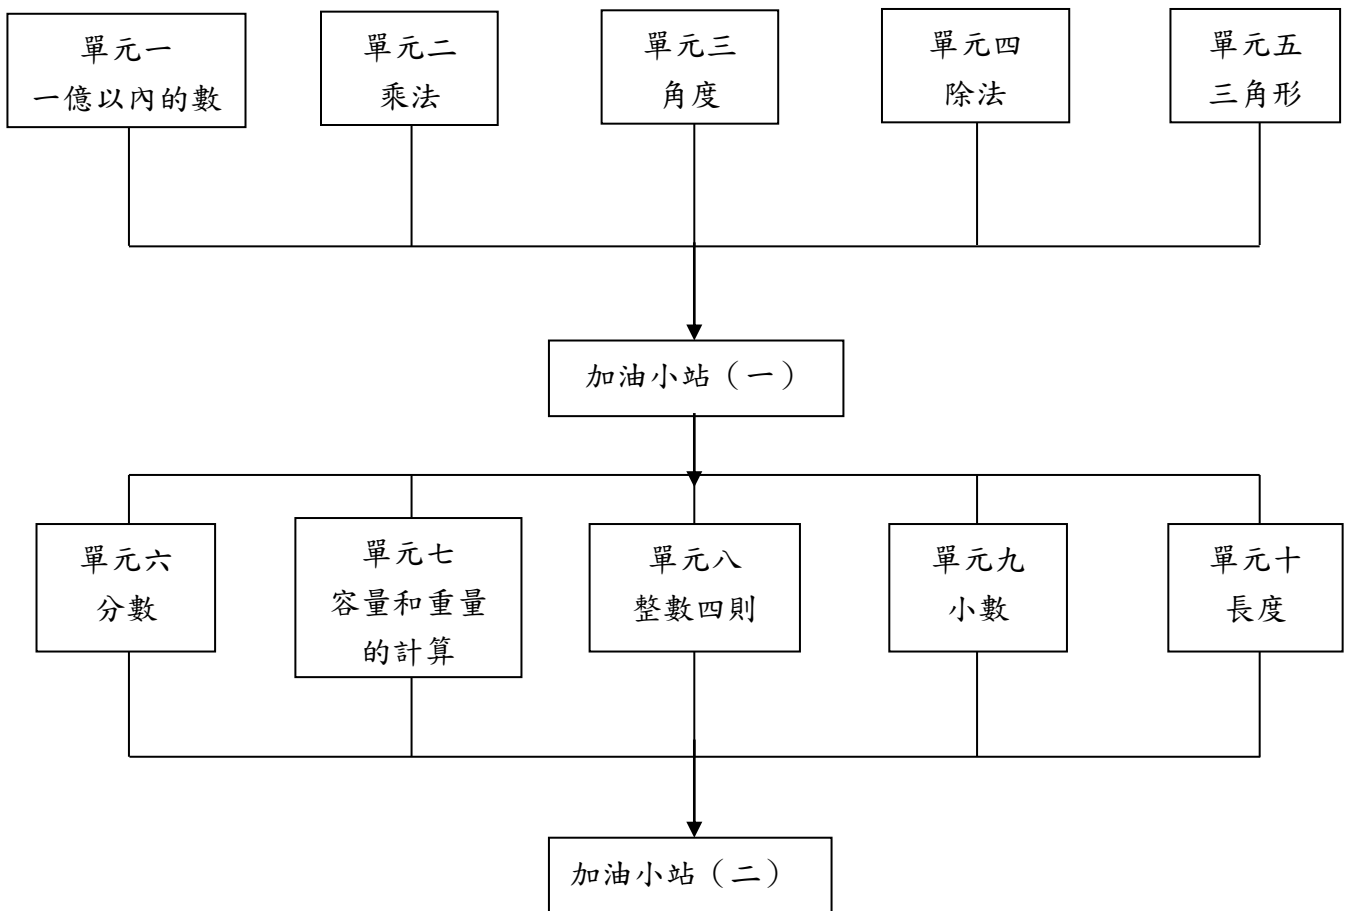 單元一
一億以內的數
單元二
乘法
單元三
角度
單元四
除法
單元五
三角形
加油小站（一）
單元六
分數
單元七
容量和重量
的計算
單元八
整數四則
單元九
小數
單元十
長度
加油小站（二）